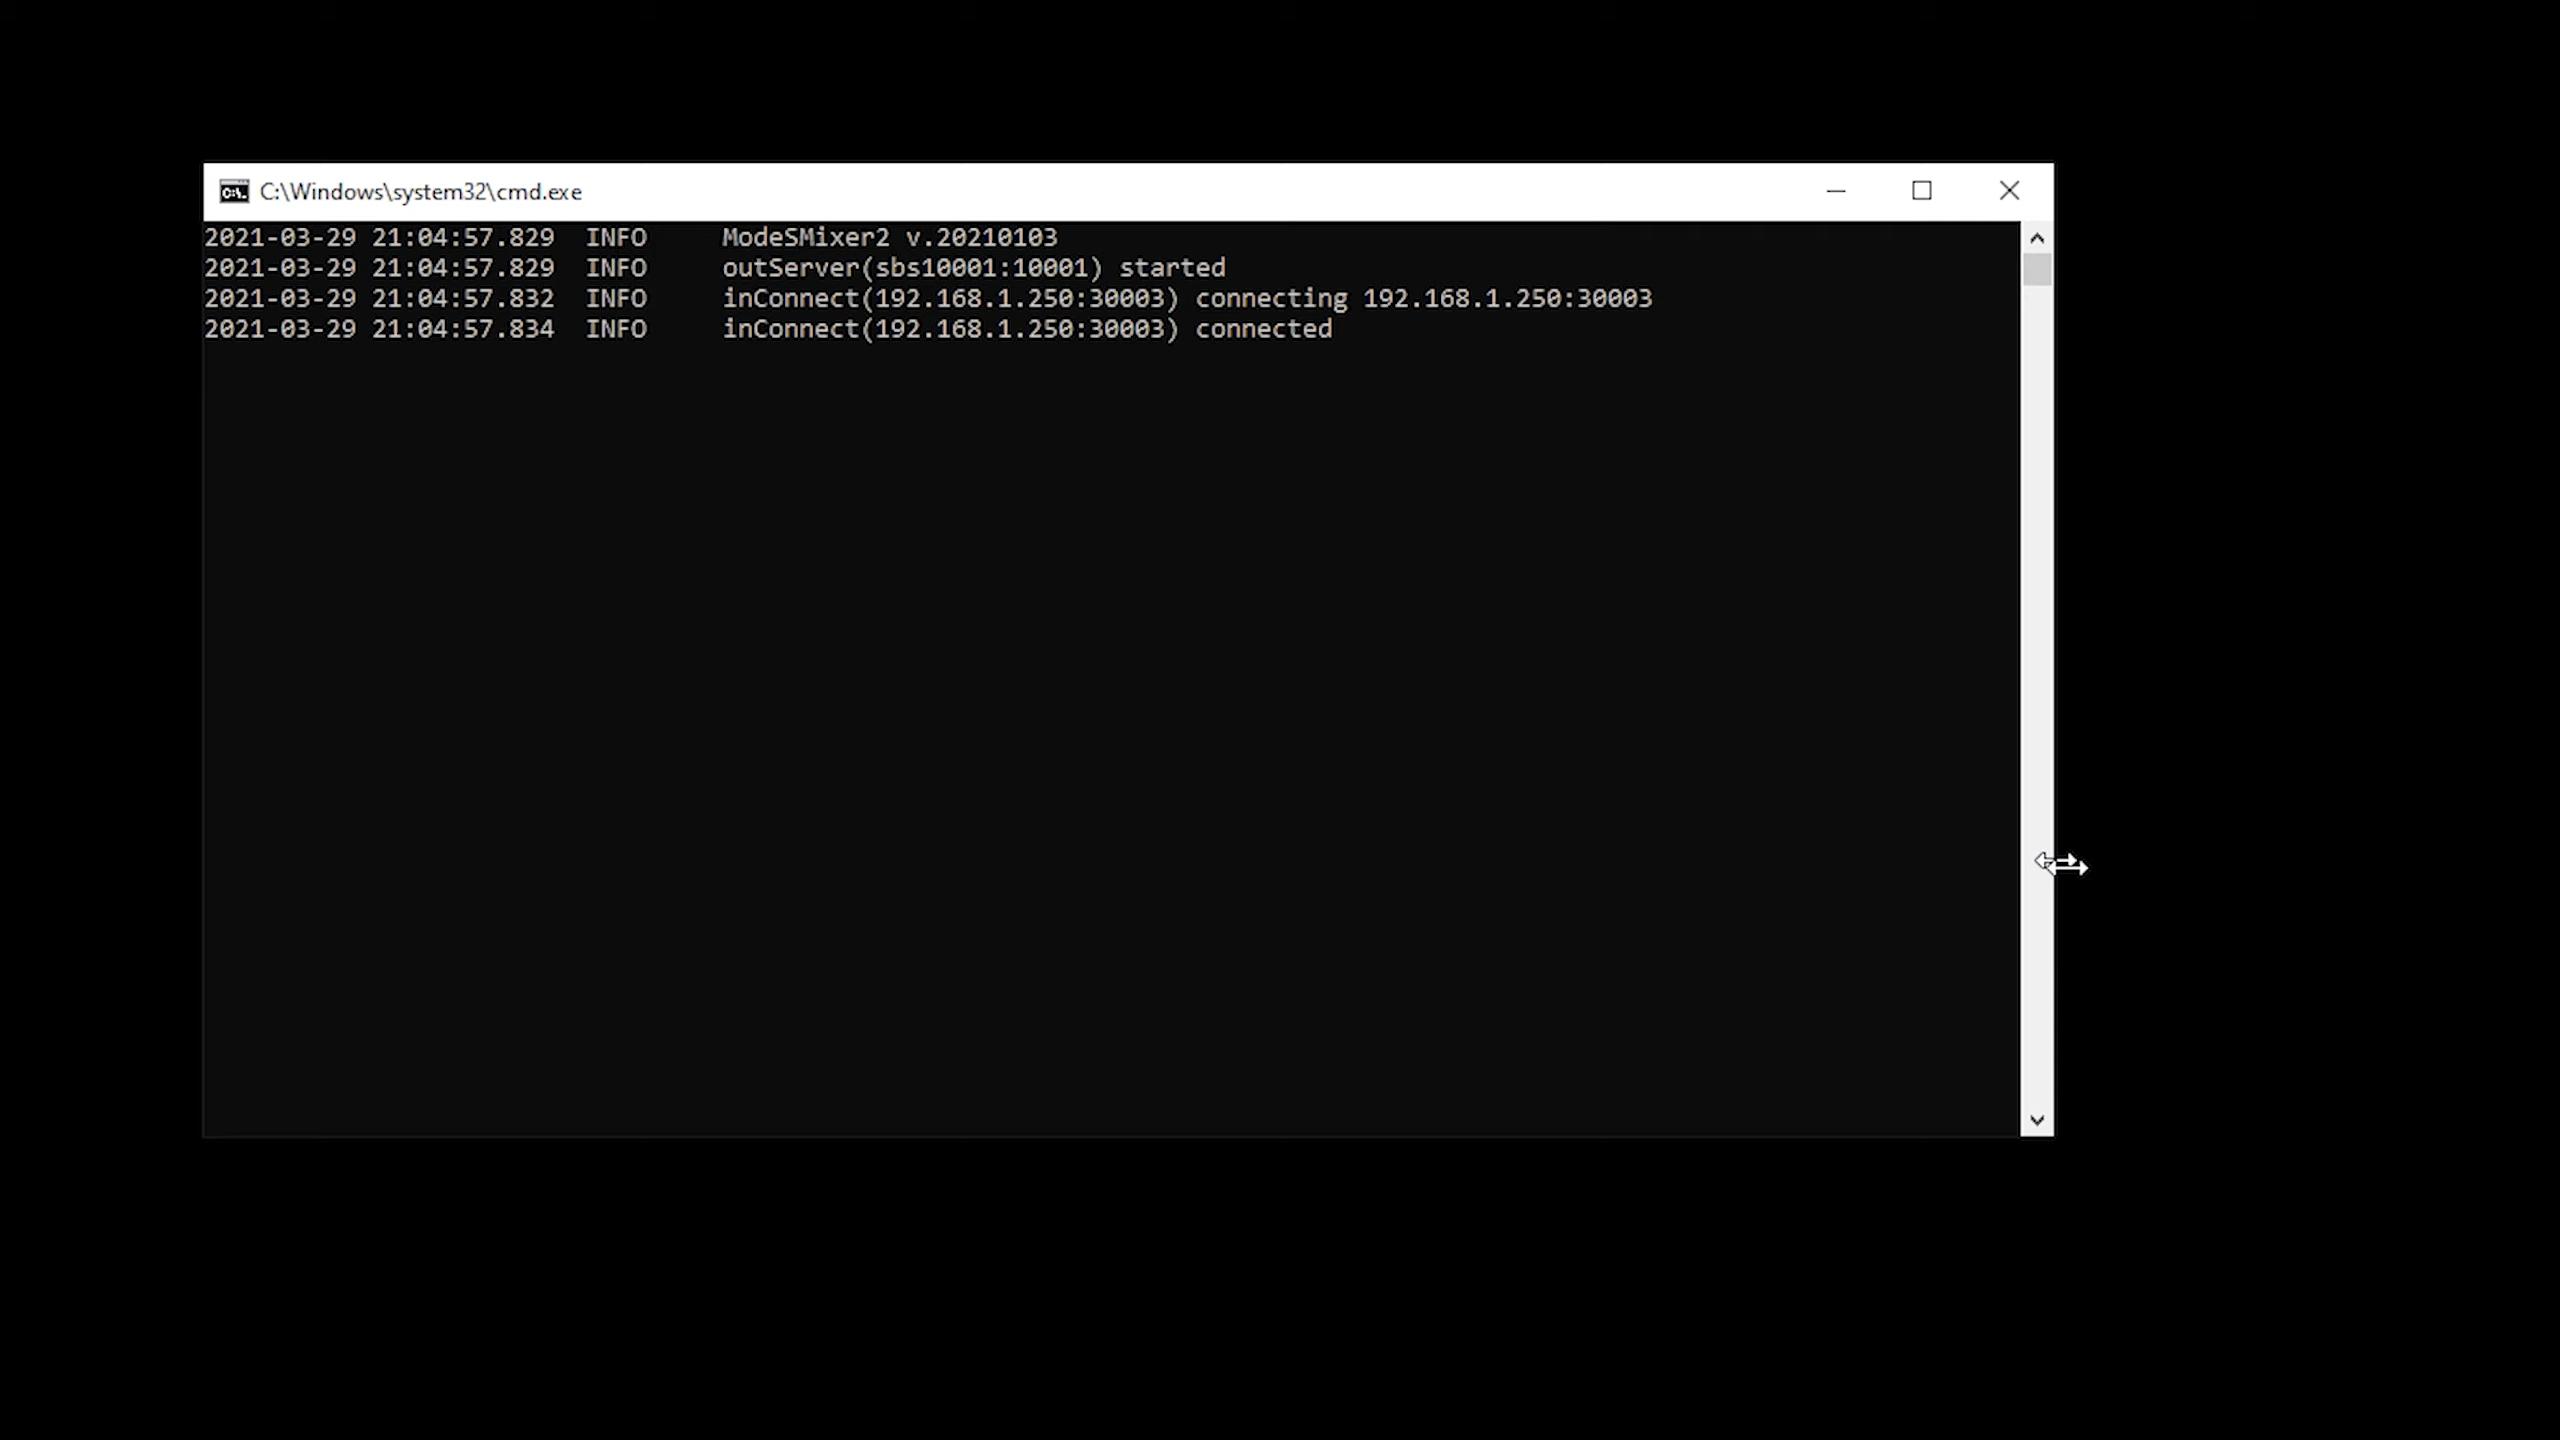 C:\Windows\system32\cmd.exe
2021-03-29 21:04:57.829  INFO     ModeSMixer2 v.20210103
2021-03-29 21:04:57.829  INFO     outServer(sbs10001:10001) started
2021-03-29 21:04:57.832  INFO     inConnect(192.168.1.250:30003) connecting 192.168.1.250:30003
2021-03-29 21:04:57.834  INFO     inConnect(192.168.1.250:30003) connected